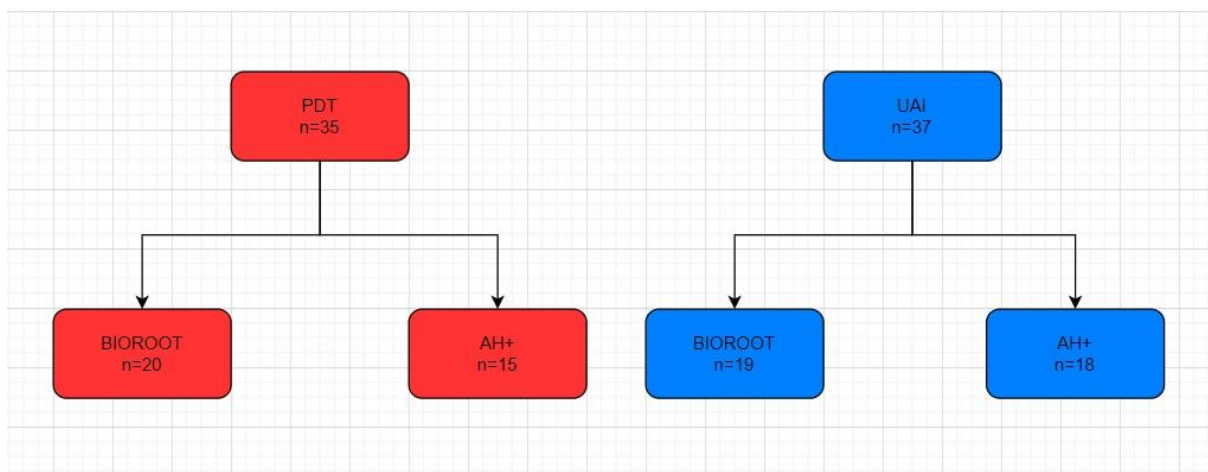 PDT
n=35
UAI
n=37
BIOROOT
n=20
AH+
n=15
BIOROOT
n=19
AH+
n=18